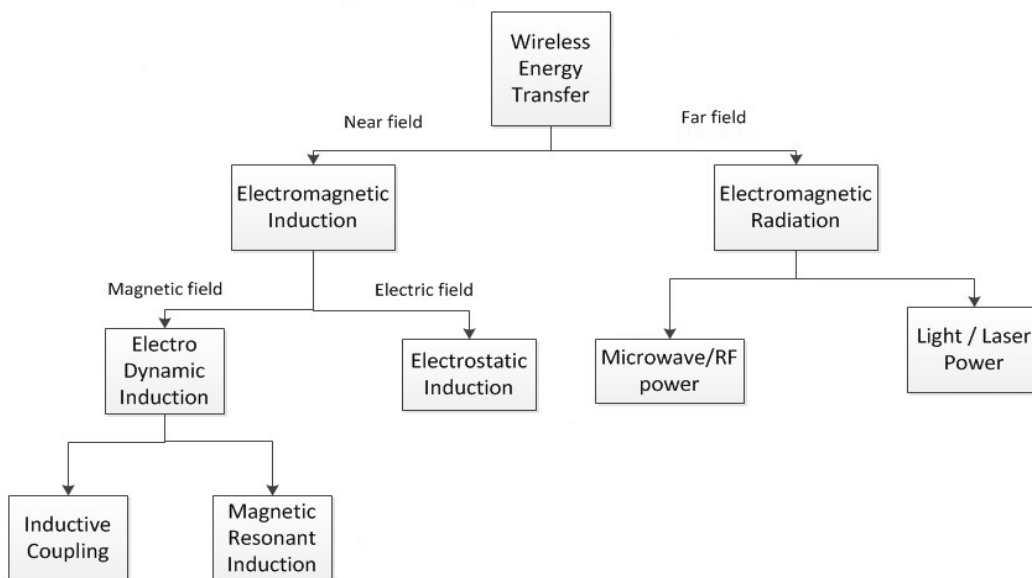 Wireless
Energy
Transfer
Near field
Far field
Electromagnetic
Induction
Electromagnetic
Radiation
Magnetic field
Electric field
Electro
Dynamic
Induction
Electrostatic
Induction
Microwave/RF
power
Light / Laser
Power
Inductive
Coupling
Magnetic
Resonant
Induction